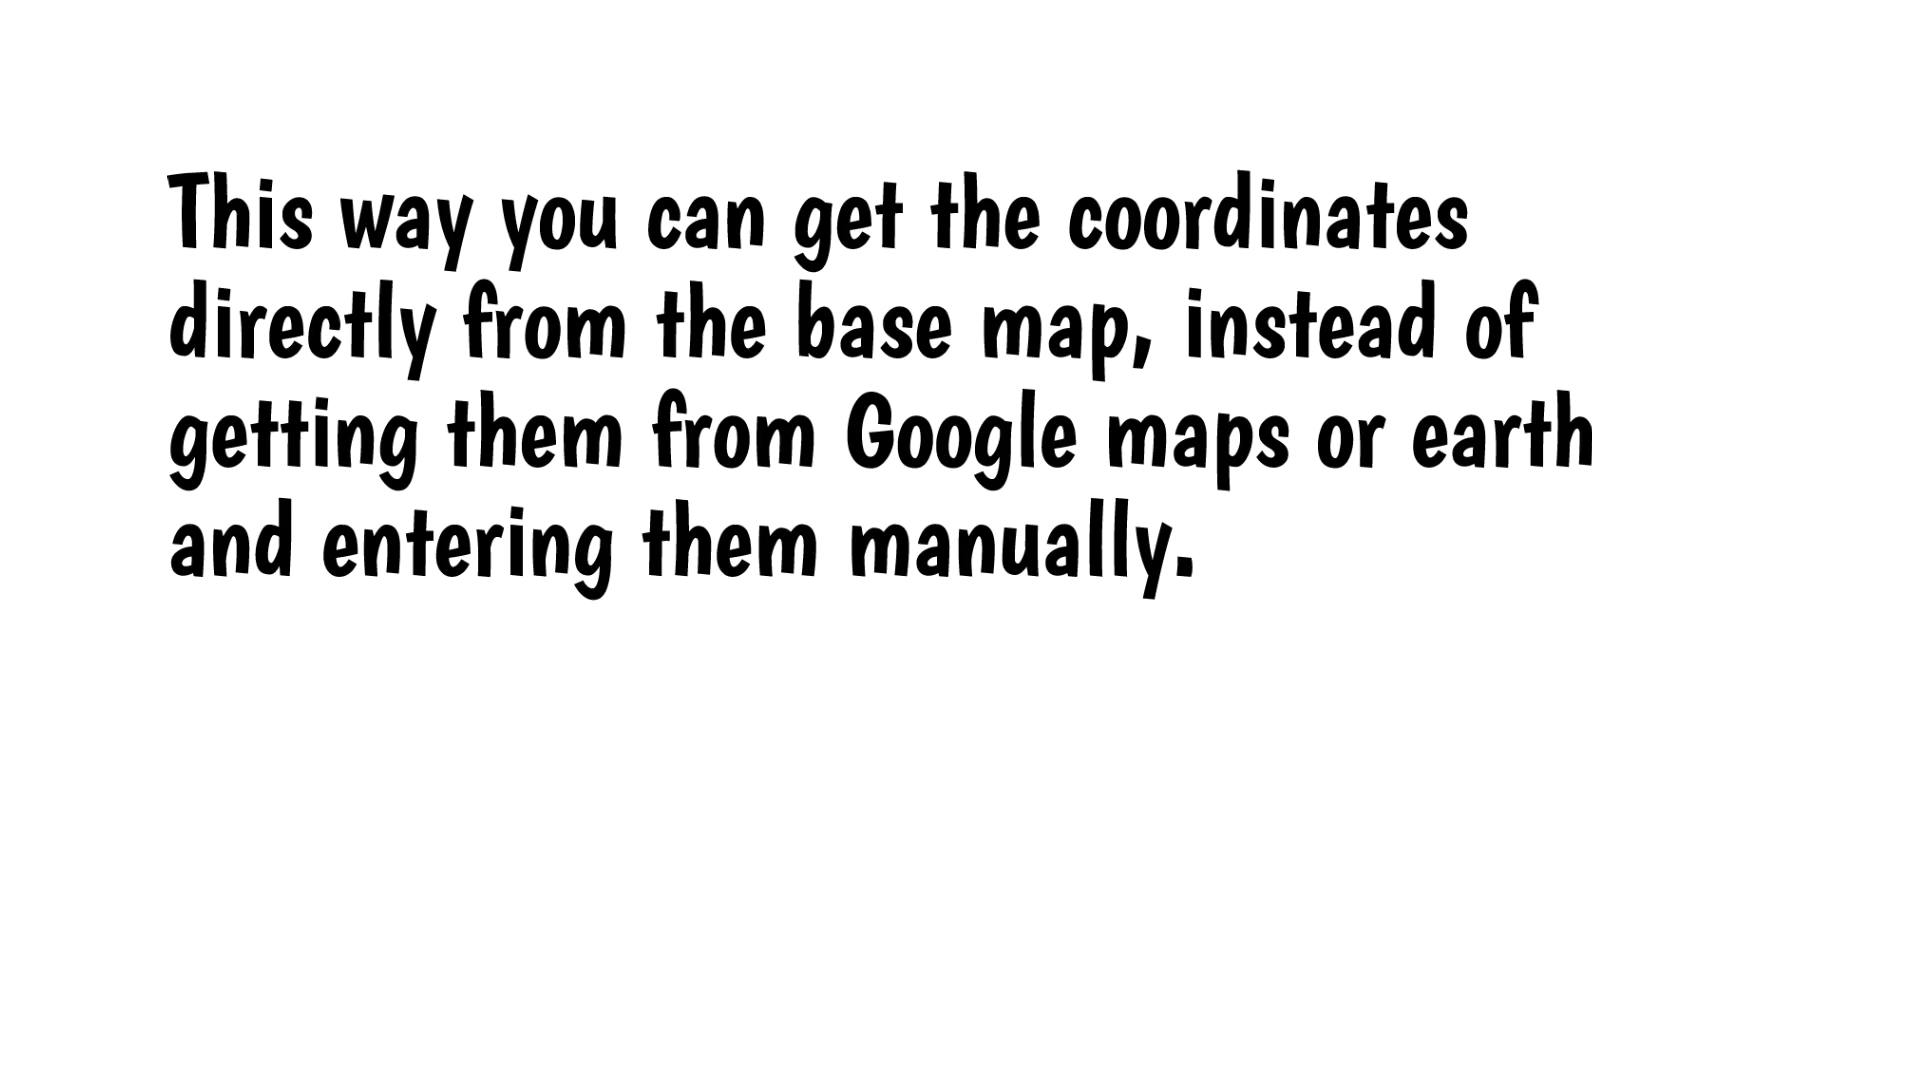 This way you can get the coordinates
directly from the base map, instead of
getting them from Google maps or earth
and entering them manually.